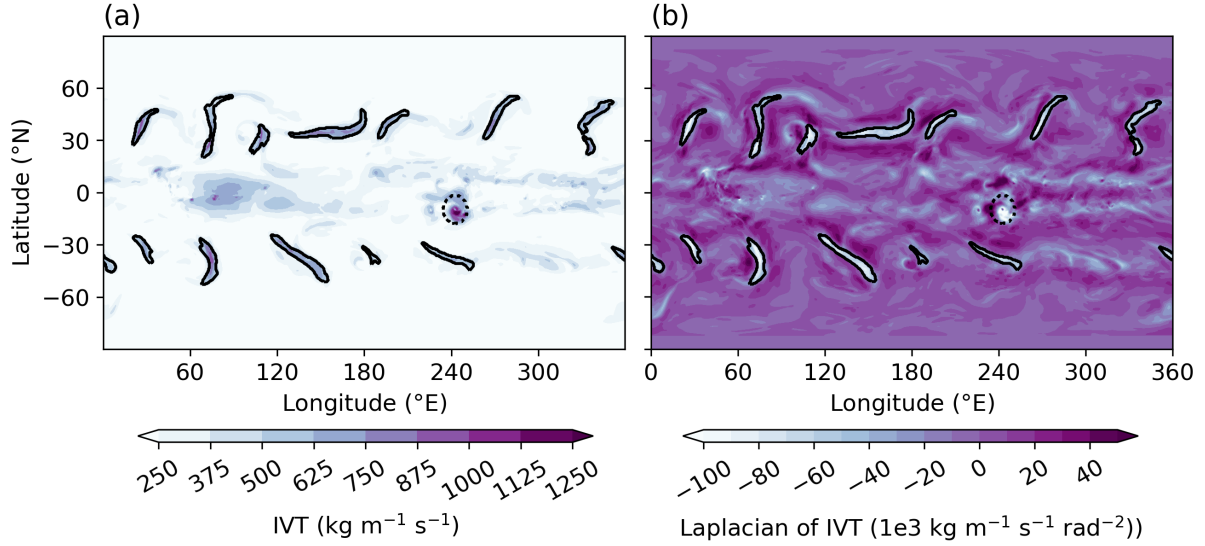 (a)
(b)
60
30
0
−30
−60
Latitude (°N)
60 120 180 240 300
0 60 120 180 240 300 360
Longitude (°E)
Longitude (°E)
250 375 500 625 750 875 1000 1125 1250
−100 −80 −60 −40 −20 0 20 40
IVT (kg m⁻¹ s⁻¹)
Laplacian of IVT (1e3 kg m⁻¹ s⁻¹ rad⁻²))